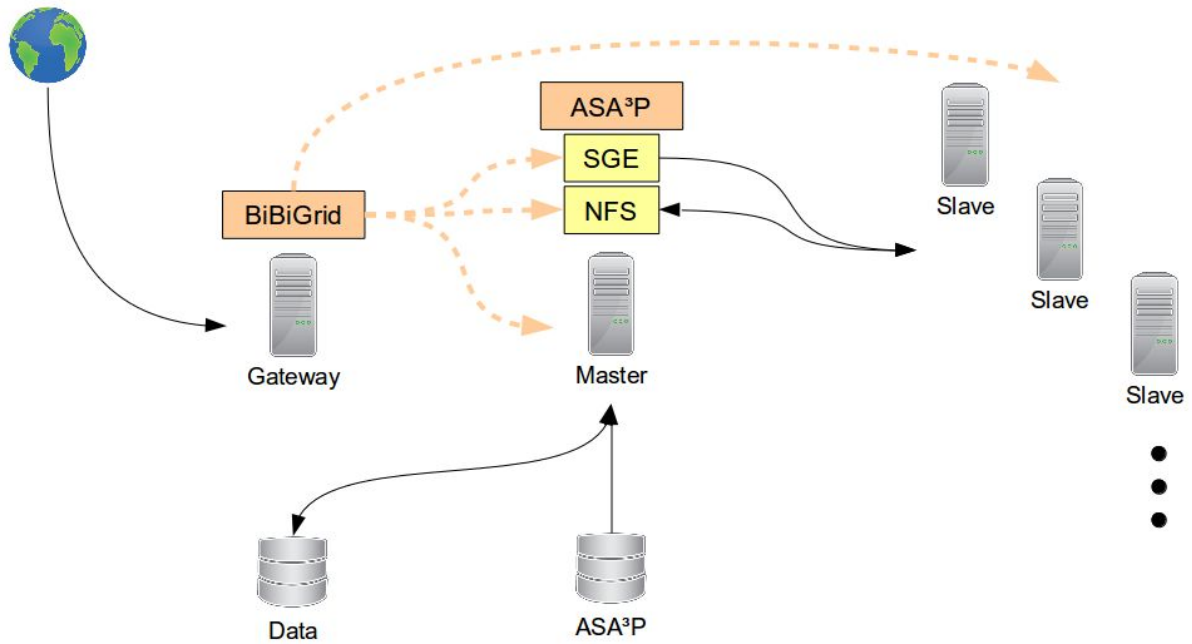 ASA³P
SGE
BiBiGrid
NFS
Slave
Slave
Gateway
Master
Slave
Data
ASA³P